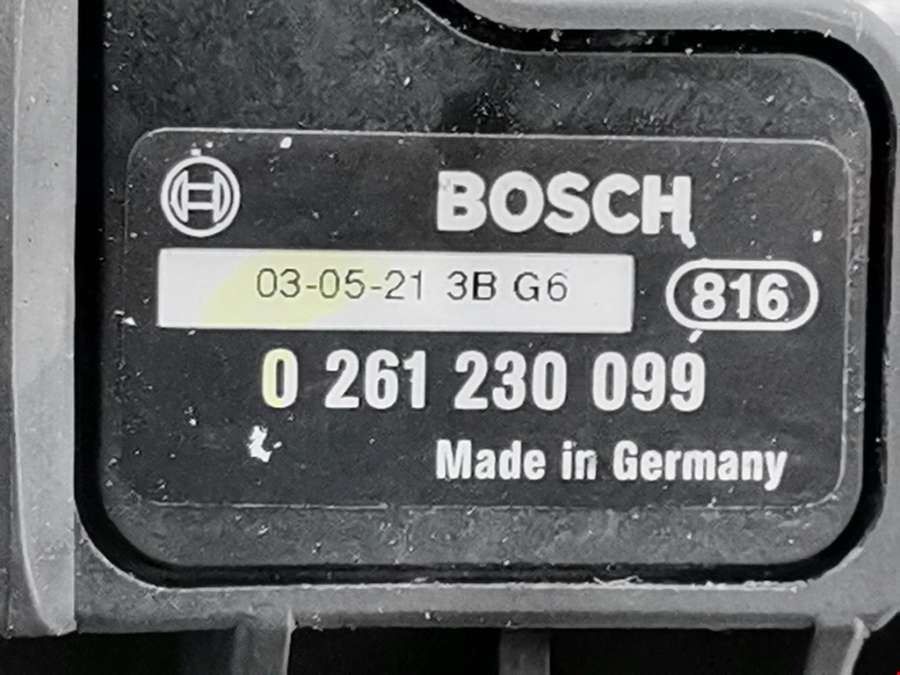 BOSCH
03-05-21 3B G6
816
0 261 230 099
Made in Germany